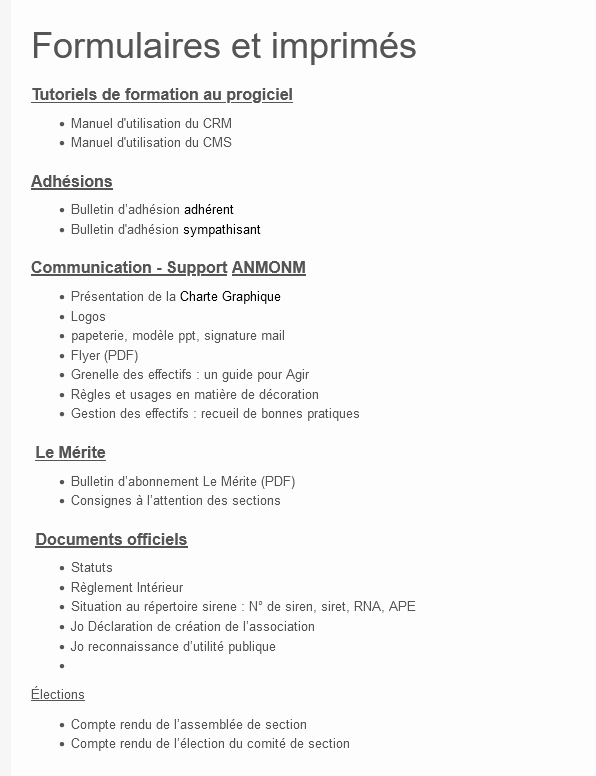 Formulaires et imprimés
Tutoriels de formation au progiciel
• Manuel d'utilisation du CRM
• Manuel d'utilisation du CMS
Adhésions
• Bulletin d’adhésion adhérent
• Bulletin d'adhésion sympathisant
Communication - Support ANMONM
• Présentation de la Charte Graphique
• Logos
• papeterie, modèle ppt, signature mail
• Flyer (PDF)
• Grenelle des effectifs : un guide pour Agir
• Règles et usages en matière de décoration
• Gestion des effectifs : recueil de bonnes pratiques
Le Mérite
• Bulletin d’abonnement Le Mérite (PDF)
• Consignes à l’attention des sections
Documents officiels
• Statuts
• Règlement Intérieur
• Situation au répertoire sirene : N° de siren, siret, RNA, APE
• Jo Déclaration de création de l’association
• Jo reconnaissance d’utilité publique
•
Élections
• Compte rendu de l’assemblée de section
• Compte rendu de l’élection du comité de section